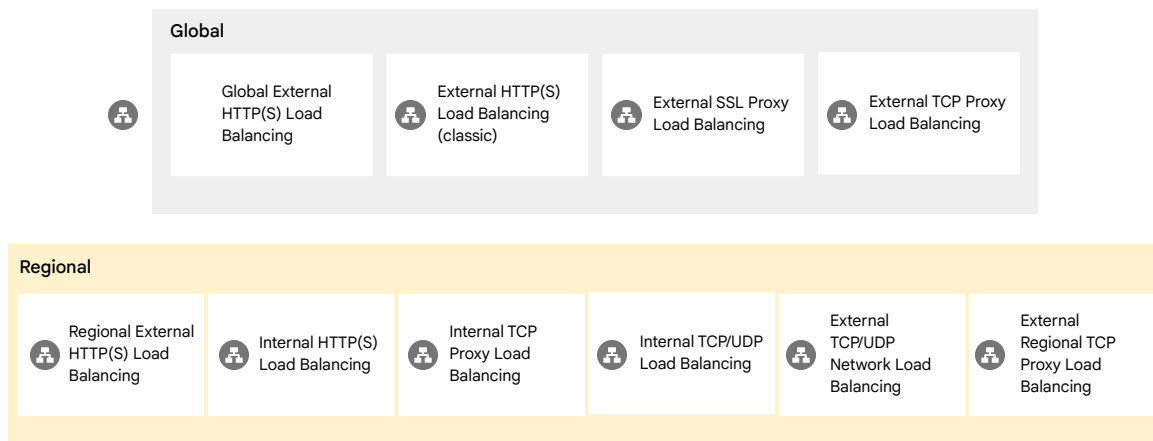 Global
Global External
HTTP(S) Load
Balancing
External HTTP(S)
Load Balancing
(classic)
External SSL Proxy
Load Balancing
External TCP Proxy
Load Balancing
Regional
Regional External
HTTP(S) Load
Balancing
Internal HTTP(S)
Load Balancing
Internal TCP
Proxy Load
Balancing
Internal TCP/UDP
Load Balancing
External
TCP/UDP
Network Load
Balancing
External
Regional TCP
Proxy Load
Balancing